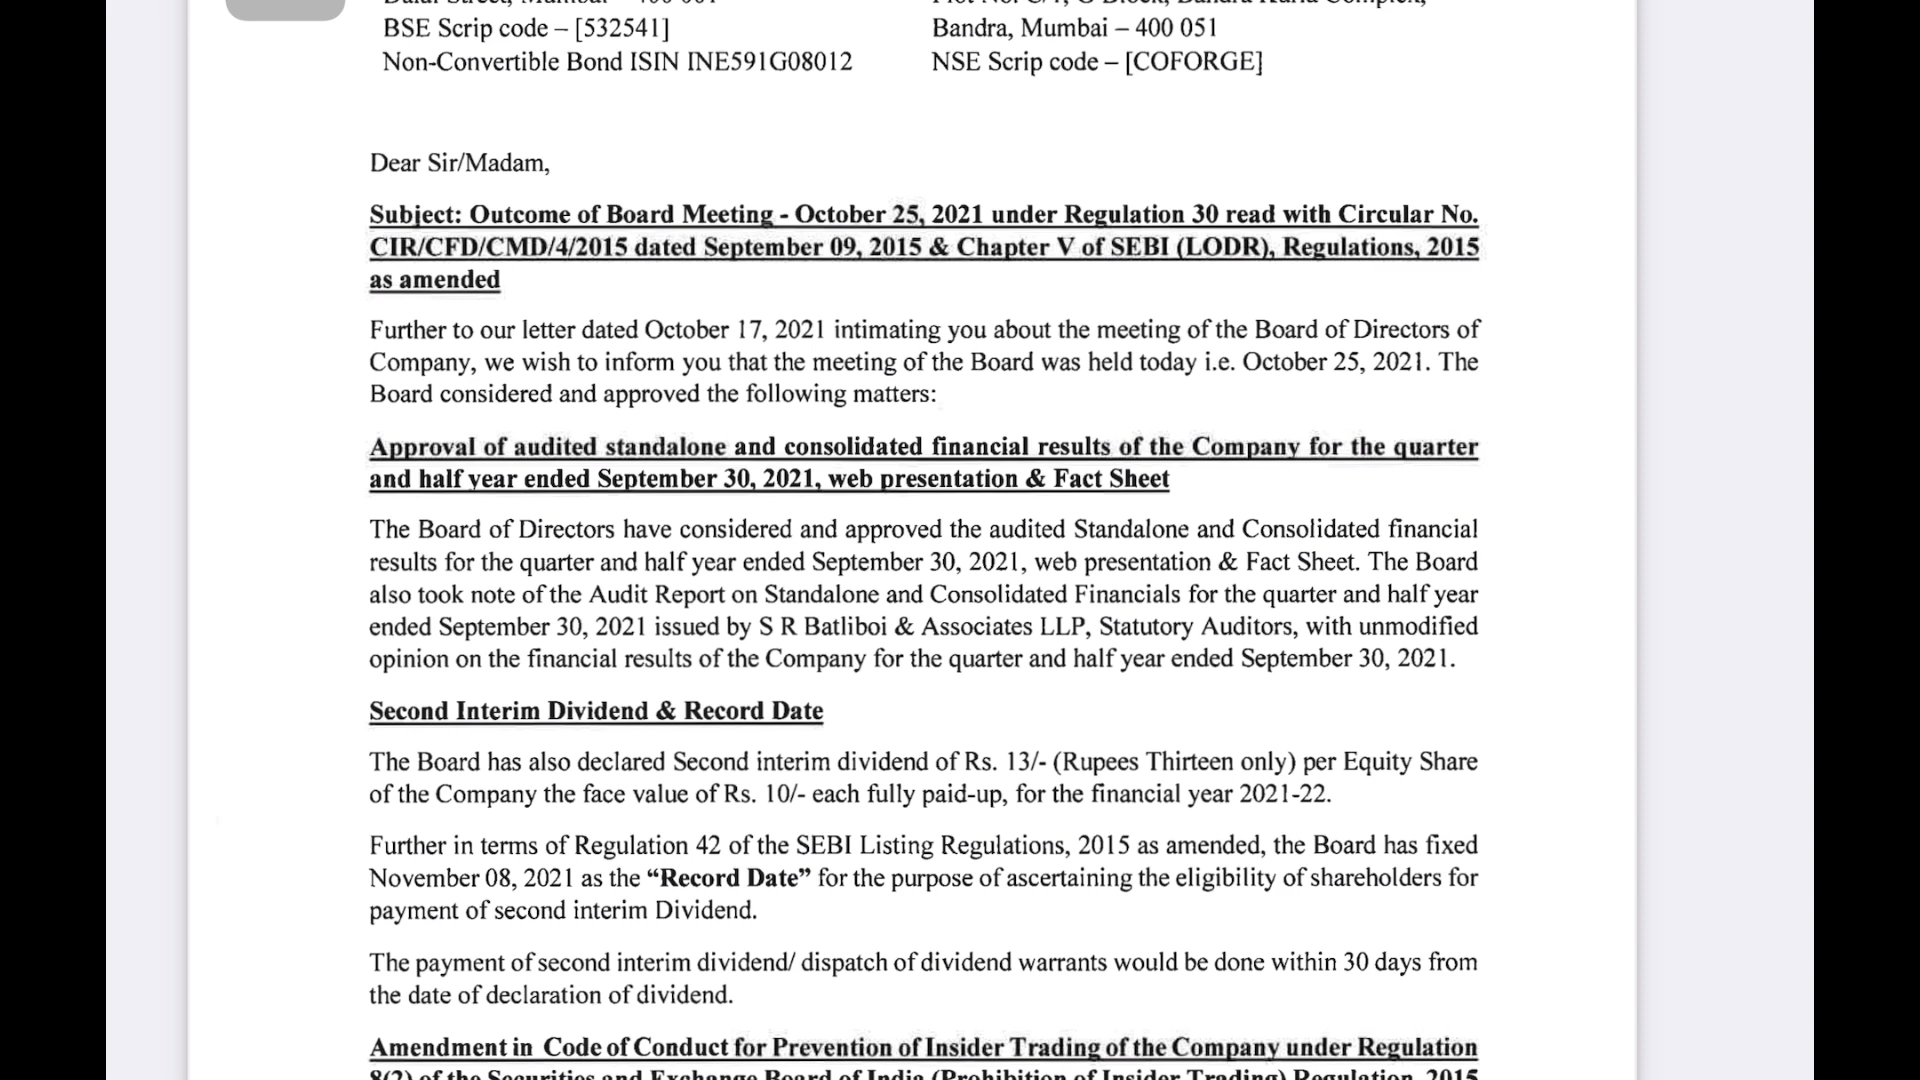 BSE Scrip code – [532541]
Bandra, Mumbai – 400 051
Non-Convertible Bond ISIN INE591G08012
NSE Scrip code – [COFORGE]
Dear Sir/Madam,
Subject: Outcome of Board Meeting - October 25, 2021 under Regulation 30 read with Circular No.
CIR/CFD/CMD/4/2015 dated September 09, 2015 & Chapter V of SEBI (LODR), Regulations, 2015
as amended
Further to our letter dated October 17, 2021 intimating you about the meeting of the Board of Directors of
Company, we wish to inform you that the meeting of the Board was held today i.e. October 25, 2021. The
Board considered and approved the following matters:
Approval of audited standalone and consolidated financial results of the Company for the quarter
and half year ended September 30, 2021, web presentation & Fact Sheet
The Board of Directors have considered and approved the audited Standalone and Consolidated financial
results for the quarter and half year ended September 30, 2021, web presentation & Fact Sheet. The Board
also took note of the Audit Report on Standalone and Consolidated Financials for the quarter and half year
ended September 30, 2021 issued by S R Batliboi & Associates LLP, Statutory Auditors, with unmodified
opinion on the financial results of the Company for the quarter and half year ended September 30, 2021.
Second Interim Dividend & Record Date
The Board has also declared Second interim dividend of Rs. 13/- (Rupees Thirteen only) per Equity Share
of the Company the face value of Rs. 10/- each fully paid-up, for the financial year 2021-22.
Further in terms of Regulation 42 of the SEBI Listing Regulations, 2015 as amended, the Board has fixed
November 08, 2021 as the “Record Date” for the purpose of ascertaining the eligibility of shareholders for
payment of second interim Dividend.
The payment of second interim dividend/ dispatch of dividend warrants would be done within 30 days from
the date of declaration of dividend.
Amendment in Code of Conduct for Prevention of Insider Trading of the Company under Regulation
8(2) of the Securities and Exchange Board of India (Prohibition of Insider Trading) Regulation, 2015